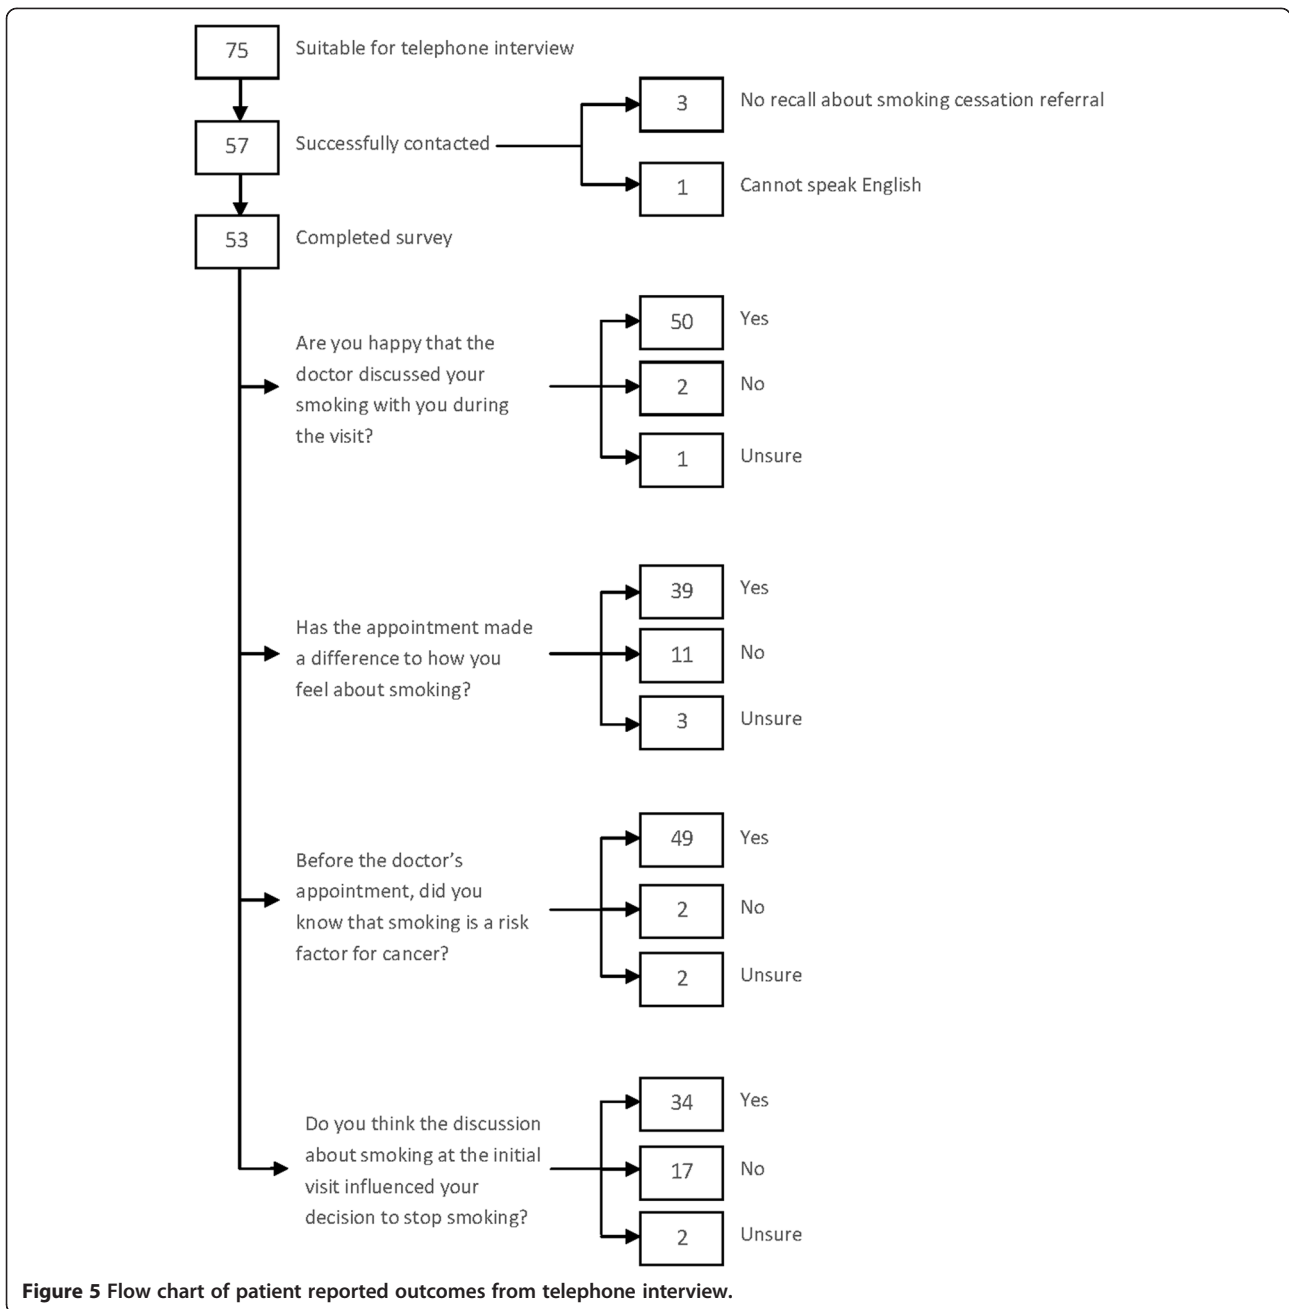 75 Suitable for telephone interview
3 No recall about smoking cessation referral
57 Successfully contacted
1 Cannot speak English
53 Completed survey
Are you happy that the
doctor discussed your
smoking with you during
the visit?
50 Yes
2 No
1 Unsure
Has the appointment made
a difference to how you
feel about smoking?
39 Yes
11 No
3 Unsure
Before the doctor’s
appointment, did you
know that smoking is a risk
factor for cancer?
49 Yes
2 No
2 Unsure
Do you think the discussion
about smoking at the initial
visit influenced your
decision to stop smoking?
34 Yes
17 No
2 Unsure
Figure 5 Flow chart of patient reported outcomes from telephone interview.